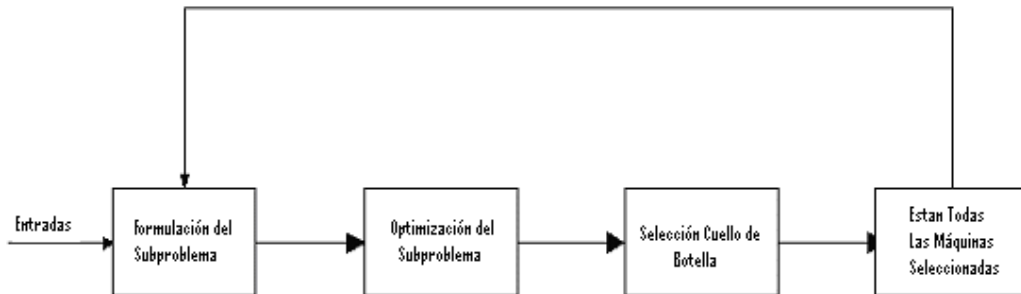 Entradas
Formulación del
Subproblema
Optimización del
Subproblema
Selección Cuello de
Botella
Estan Todas
Las Máquinas
Seleccionadas